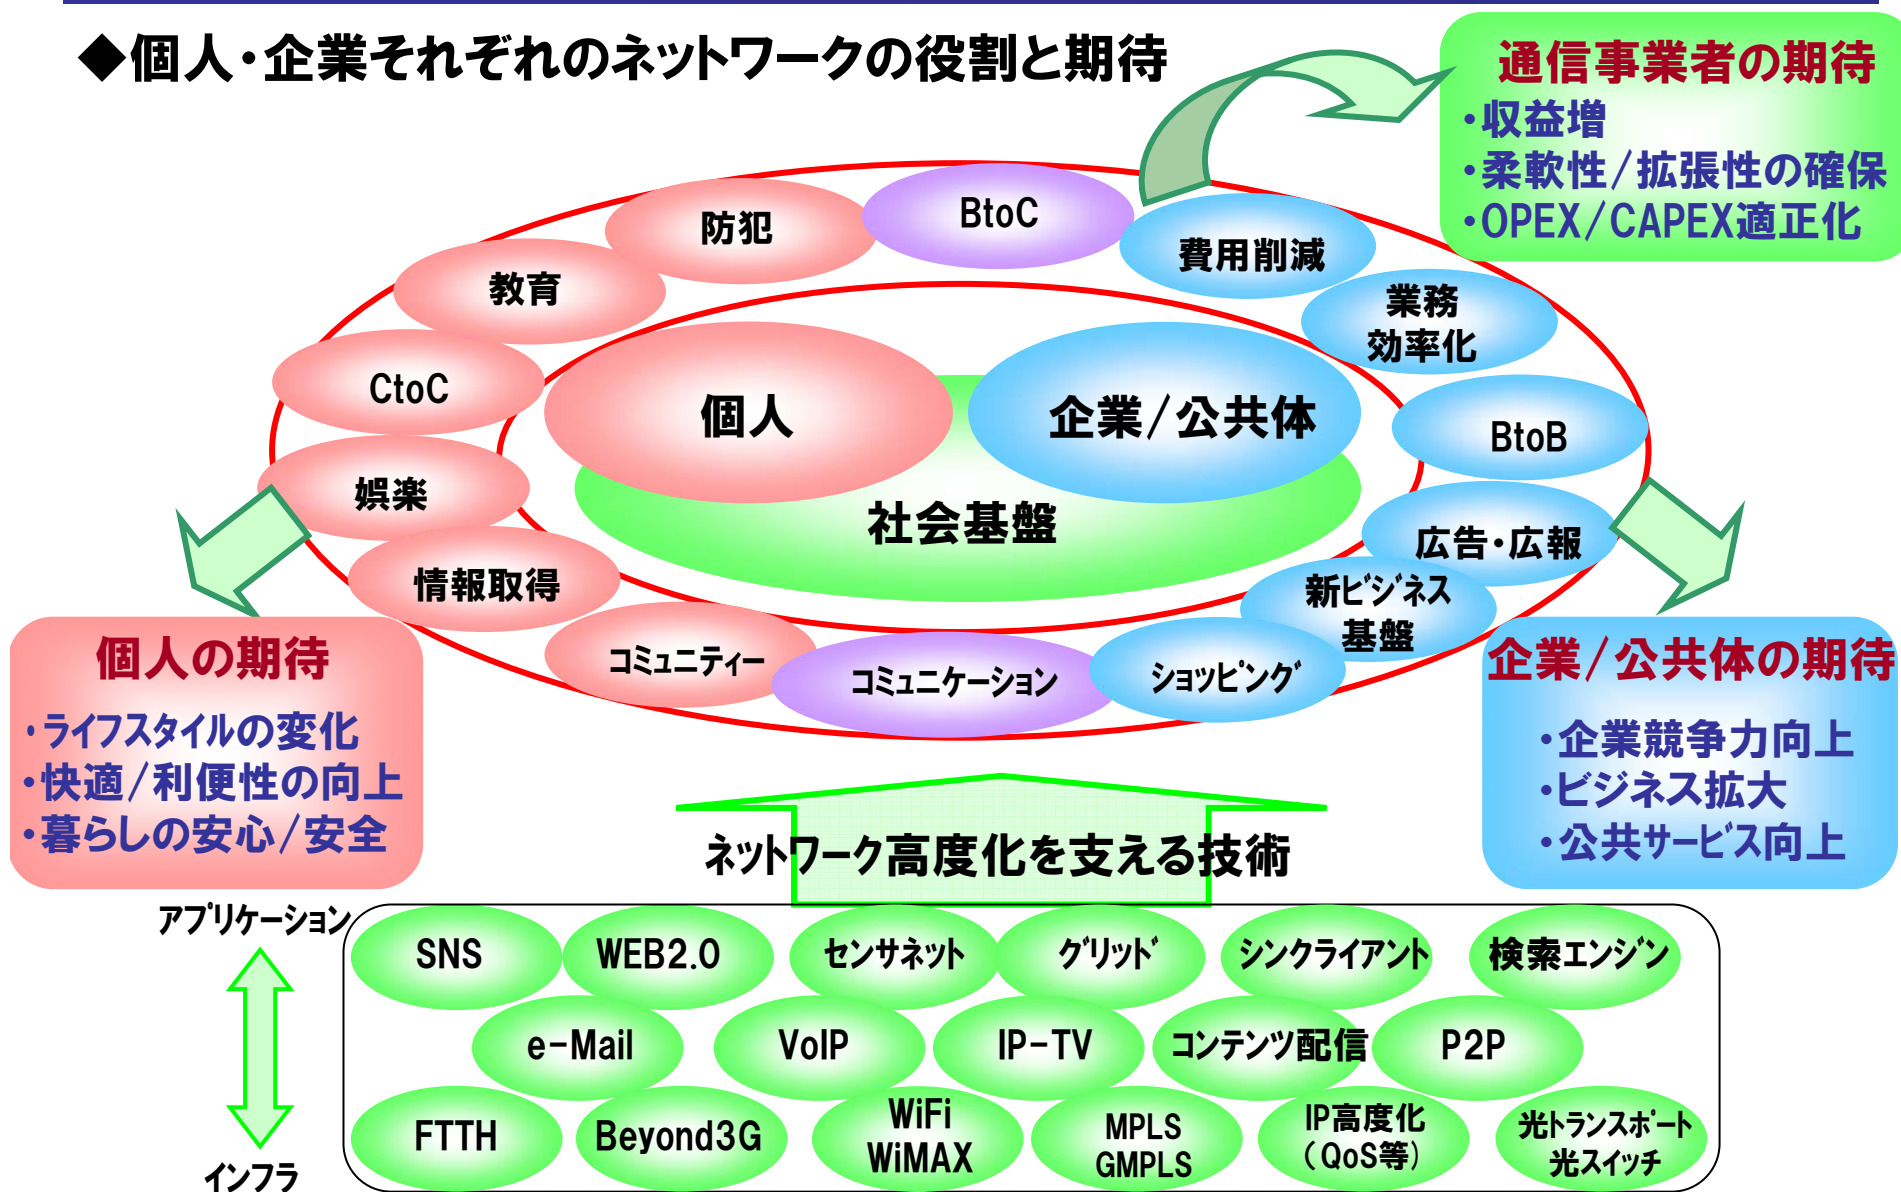 ◆個人・企業それぞれのネットワークの役割と期待
通信事業者の期待
・収益増
・柔軟性/拡張性の確保
・OPEX/CAPEX適正化
防犯
BtoC
費用削減
教育
業務
効率化
CtoC
個人
企業/公共体
BtoB
娯楽
社会基盤
広告・広報
情報取得
新ビジネス
基盤
コミュニティー
コミュニケーション
ショッピング
個人の期待
・ライフスタイルの変化
・快適/利便性の向上
・暮らしの安心/安全
企業/公共体の期待
・企業競争力向上
・ビジネス拡大
・公共サービス向上
ネットワーク高度化を支える技術
アプリケーション
インフラ
SNS
WEB2.0
センサネット
グリッド
シンクライアント
検索エンジン
e-Mail
VoIP
IP-TV
コンテンツ配信
P2P
FTTH
Beyond3G
WiFi
WiMAX
MPLS
GMPLS
IP高度化
(QoS等)
光トランスポート
光スイッチ